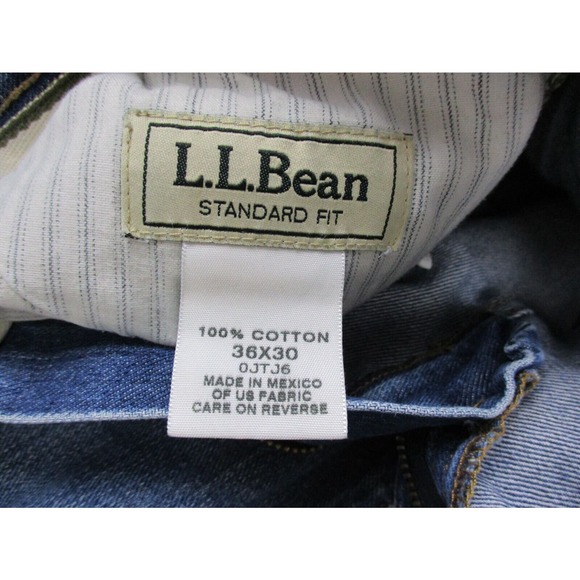 L.L.Bean
STANDARD FIT
100% COTTON
36X30
0JTJ6
MADE IN MEXICO
OF US FABRIC
CARE ON REVERSE